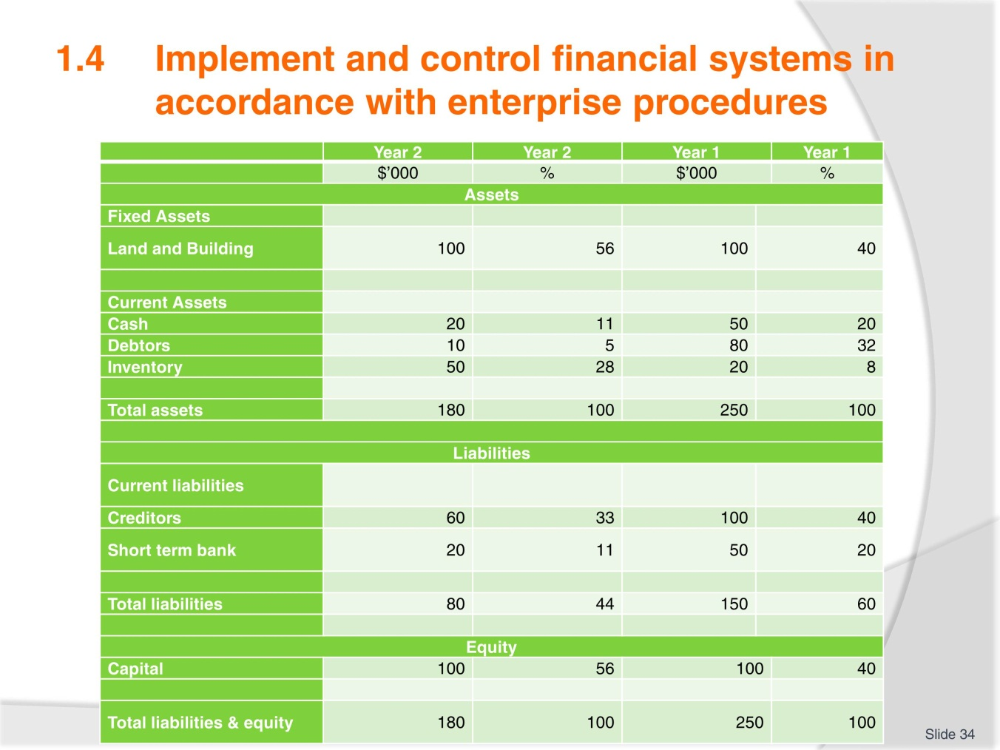 1.4 Implement and control financial systems in
accordance with enterprise procedures
Year 2 Year 2 Year 1 Year 1
$’000 % $’000 %
Assets
Fixed Assets
Land and Building 100 56 100 40
Current Assets
Cash 20 11 50 20
Debtors 10 5 80 32
Inventory 50 28 20 8
Total assets 180 100 250 100
Liabilities
Current liabilities
Creditors 60 33 100 40
Short term bank 20 11 50 20
Total liabilities 80 44 150 60
Equity
Capital 100 56 100 40
Total liabilities & equity 180 100 250 100
Slide 34